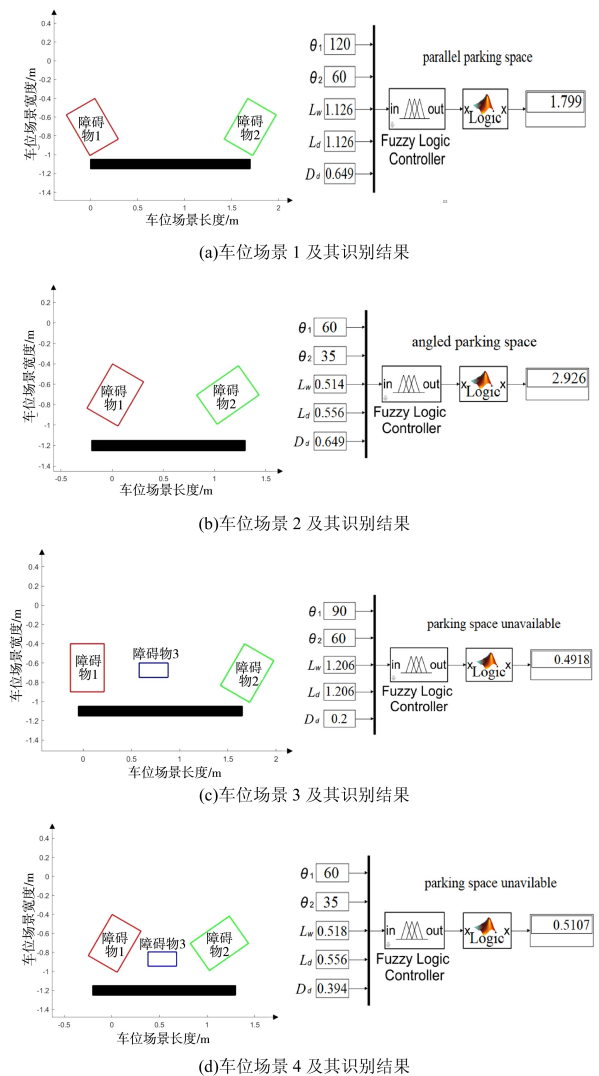 车位场景宽度/m
0.4
0.2
0
-0.2
-0.4
-0.6
-0.8
-1
-1.2
-1.4
障碍
物1
障碍
物2
0
0.5
1
1.5
2
车位场景长度/m
θ1 120
θ2 60
Lw 1.126
Ld 1.126
Dd 0.649
parallel parking space
in out
Fuzzy Logic
Controller
x x
Logic
1.799
(a)车位场景 1 及其识别结果
车位场景宽度/m
0.2
0
-0.2
-0.4
-0.6
-0.8
-1
-1.2
-1.4
障碍
物1
障碍
物2
-0.5
0
0.5
1
1.5
车位场景长度/m
θ1 60
θ2 35
Lw 0.514
Ld 0.556
Dd 0.649
angled parking space
in out
Fuzzy Logic
Controller
x x
Logic
2.926
(b)车位场景 2 及其识别结果
车位场景宽度/m
0.4
0.2
0
-0.2
-0.4
-0.6
-0.8
-1
-1.2
-1.4
障碍
物1
障碍物3
障碍
物2
0
0.5
1
1.5
2
车位场景长度/m
θ1 90
θ2 60
Lw 1.206
Ld 1.206
Dd 0.2
parking space unavailable
in out
Fuzzy Logic
Controller
x x
Logic
0.4918
(c)车位场景 3 及其识别结果
车位场景宽度/m
0.4
0.2
0
-0.2
-0.4
-0.6
-0.8
-1
-1.2
-1.4
障碍
物1
障碍物3
障碍
物2
-0.5
0
0.5
1
1.5
车位场景长度/m
θ1 60
θ2 35
Lw 0.518
Ld 0.556
Dd 0.394
parking space unavilable
in out
Fuzzy Logic
Controller
x x
Logic
0.5107
(d)车位场景 4 及其识别结果